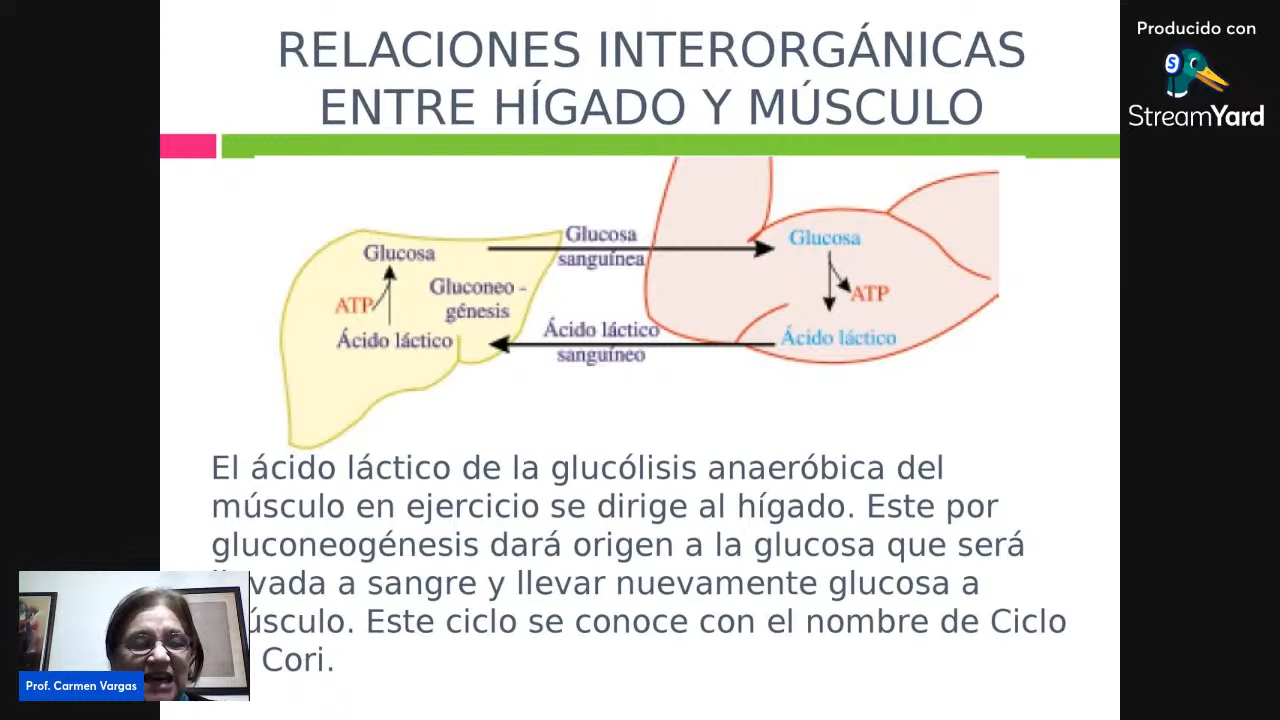 RELACIONES INTERORGÁNICAS
ENTRE HÍGADO Y MÚSCULO
Producido con
StreamYard
Glucosa
ATP
Gluconeo -
génesis
Ácido láctico
Glucosa
sanguínea
Ácido láctico
sanguíneo
Glucosa
ATP
Ácido láctico
El ácido láctico de la glucólisis anaeróbica del
músculo en ejercicio se dirige al hígado. Este por
gluconeogénesis dará origen a la glucosa que será
a sangre y llevar nuevamente glucosa a
Este ciclo se conoce con el nombre de Ciclo
Cori.
Prof. Carmen Vargas